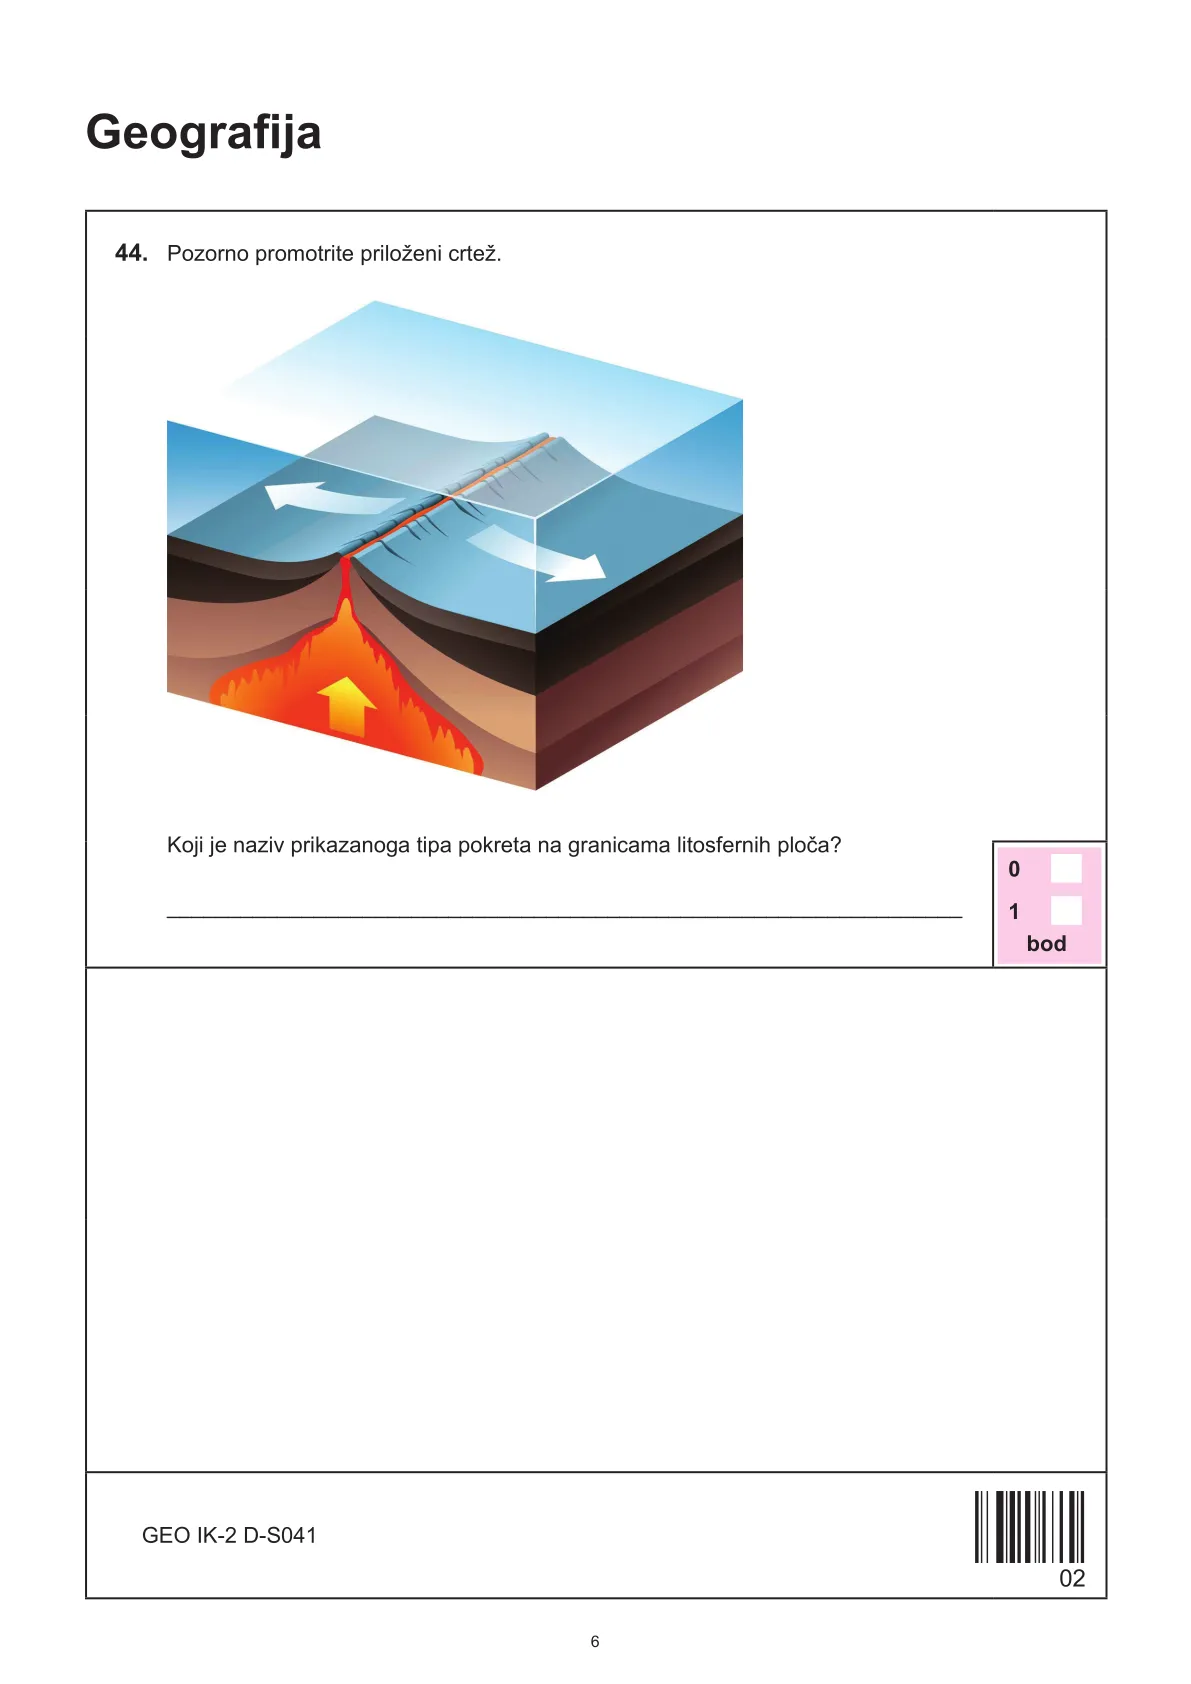 Geografija
44. Pozorno promotrite priloženi crtež.
Koji je naziv prikazanoga tipa pokreta na granicama litosfernih ploča?
0
1
bod
GEO IK-2 D-S041
02
6